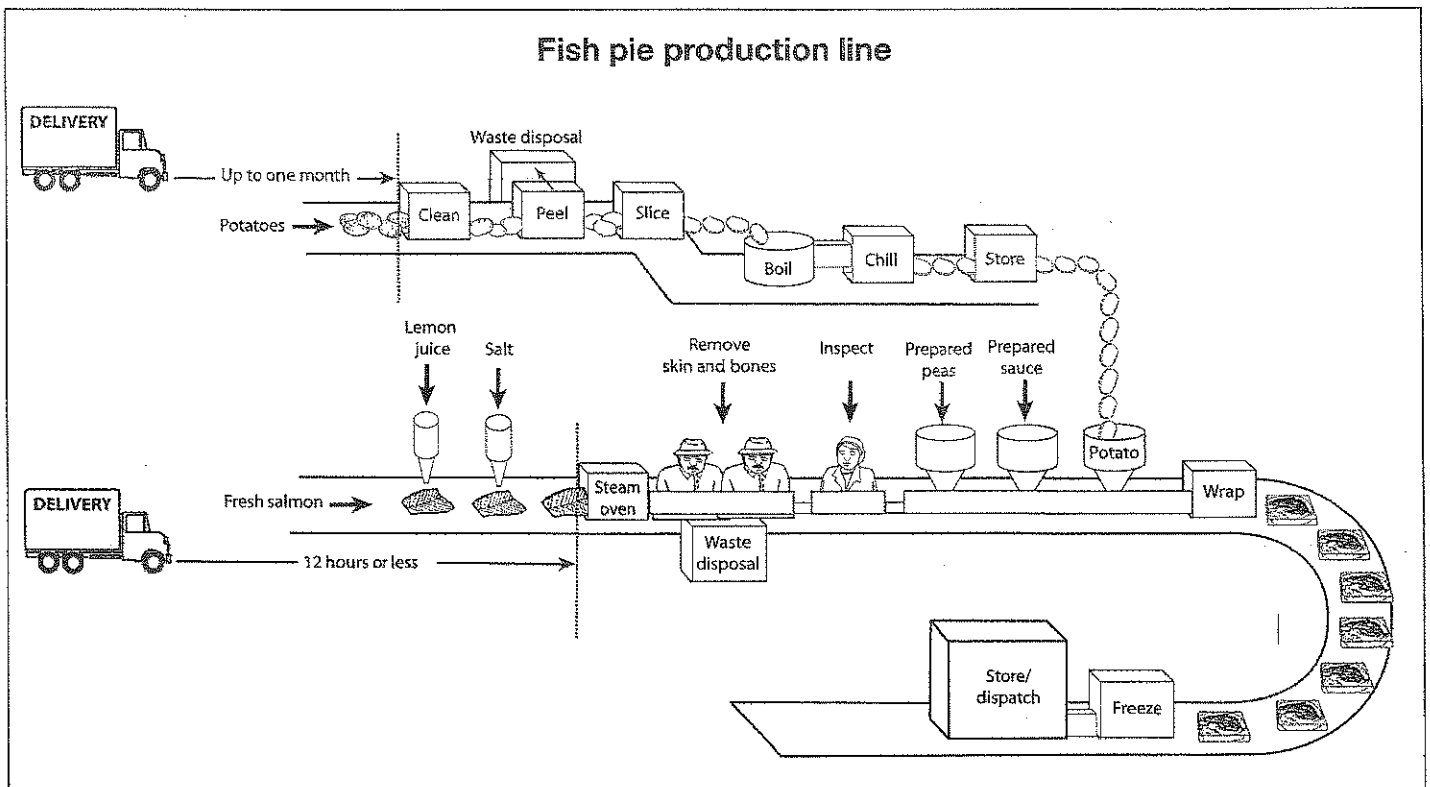 Fish pie production line
DELIVERY
Waste disposal
Up to one month
Clean
Peel
Slice
Potatoes
Boil
Chill
Store
Lemon
juice
Salt
Remove
skin and bones
Inspect
Prepared
peas
Prepared
sauce
Potato
DELIVERY
Fresh salmon
Steam
oven
Wrap
Waste
disposal
12 hours or less
Store/
dispatch
Freeze